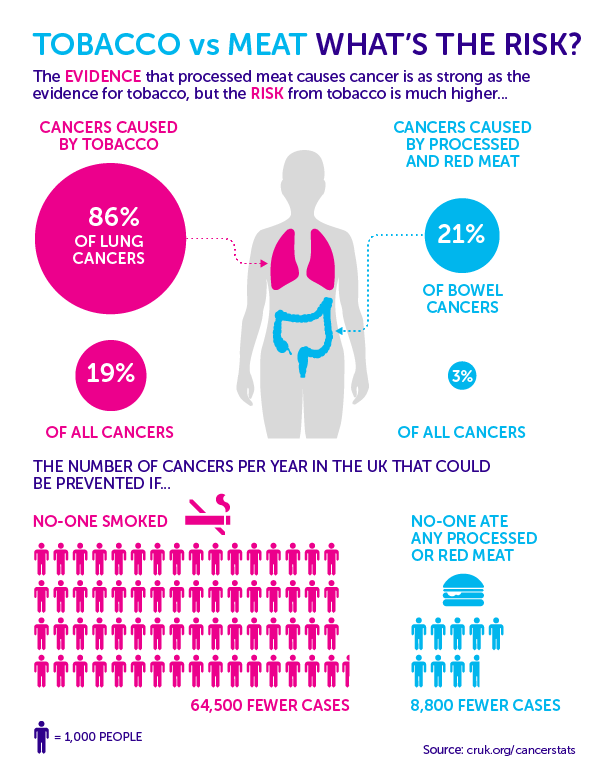 TOBACCO vs MEAT WHAT'S THE RISK?
The EVIDENCE that processed meat causes cancer is as strong as the
evidence for tobacco, but the RISK from tobacco is much higher...
CANCERS CAUSED
BY TOBACCO
86%
OF LUNG
CANCERS
19%
OF ALL CANCERS
CANCERS CAUSED
BY PROCESSED
AND RED MEAT
21%
OF BOWEL
CANCERS
3%
OF ALL CANCERS
THE NUMBER OF CANCERS PER YEAR IN THE UK THAT COULD
BE PREVENTED IF...
NO-ONE SMOKED
64,500 FEWER CASES
NO-ONE ATE
ANY PROCESSED
OR RED MEAT
8,800 FEWER CASES
= 1,000 PEOPLE
Source: cruk.org/cancerstats